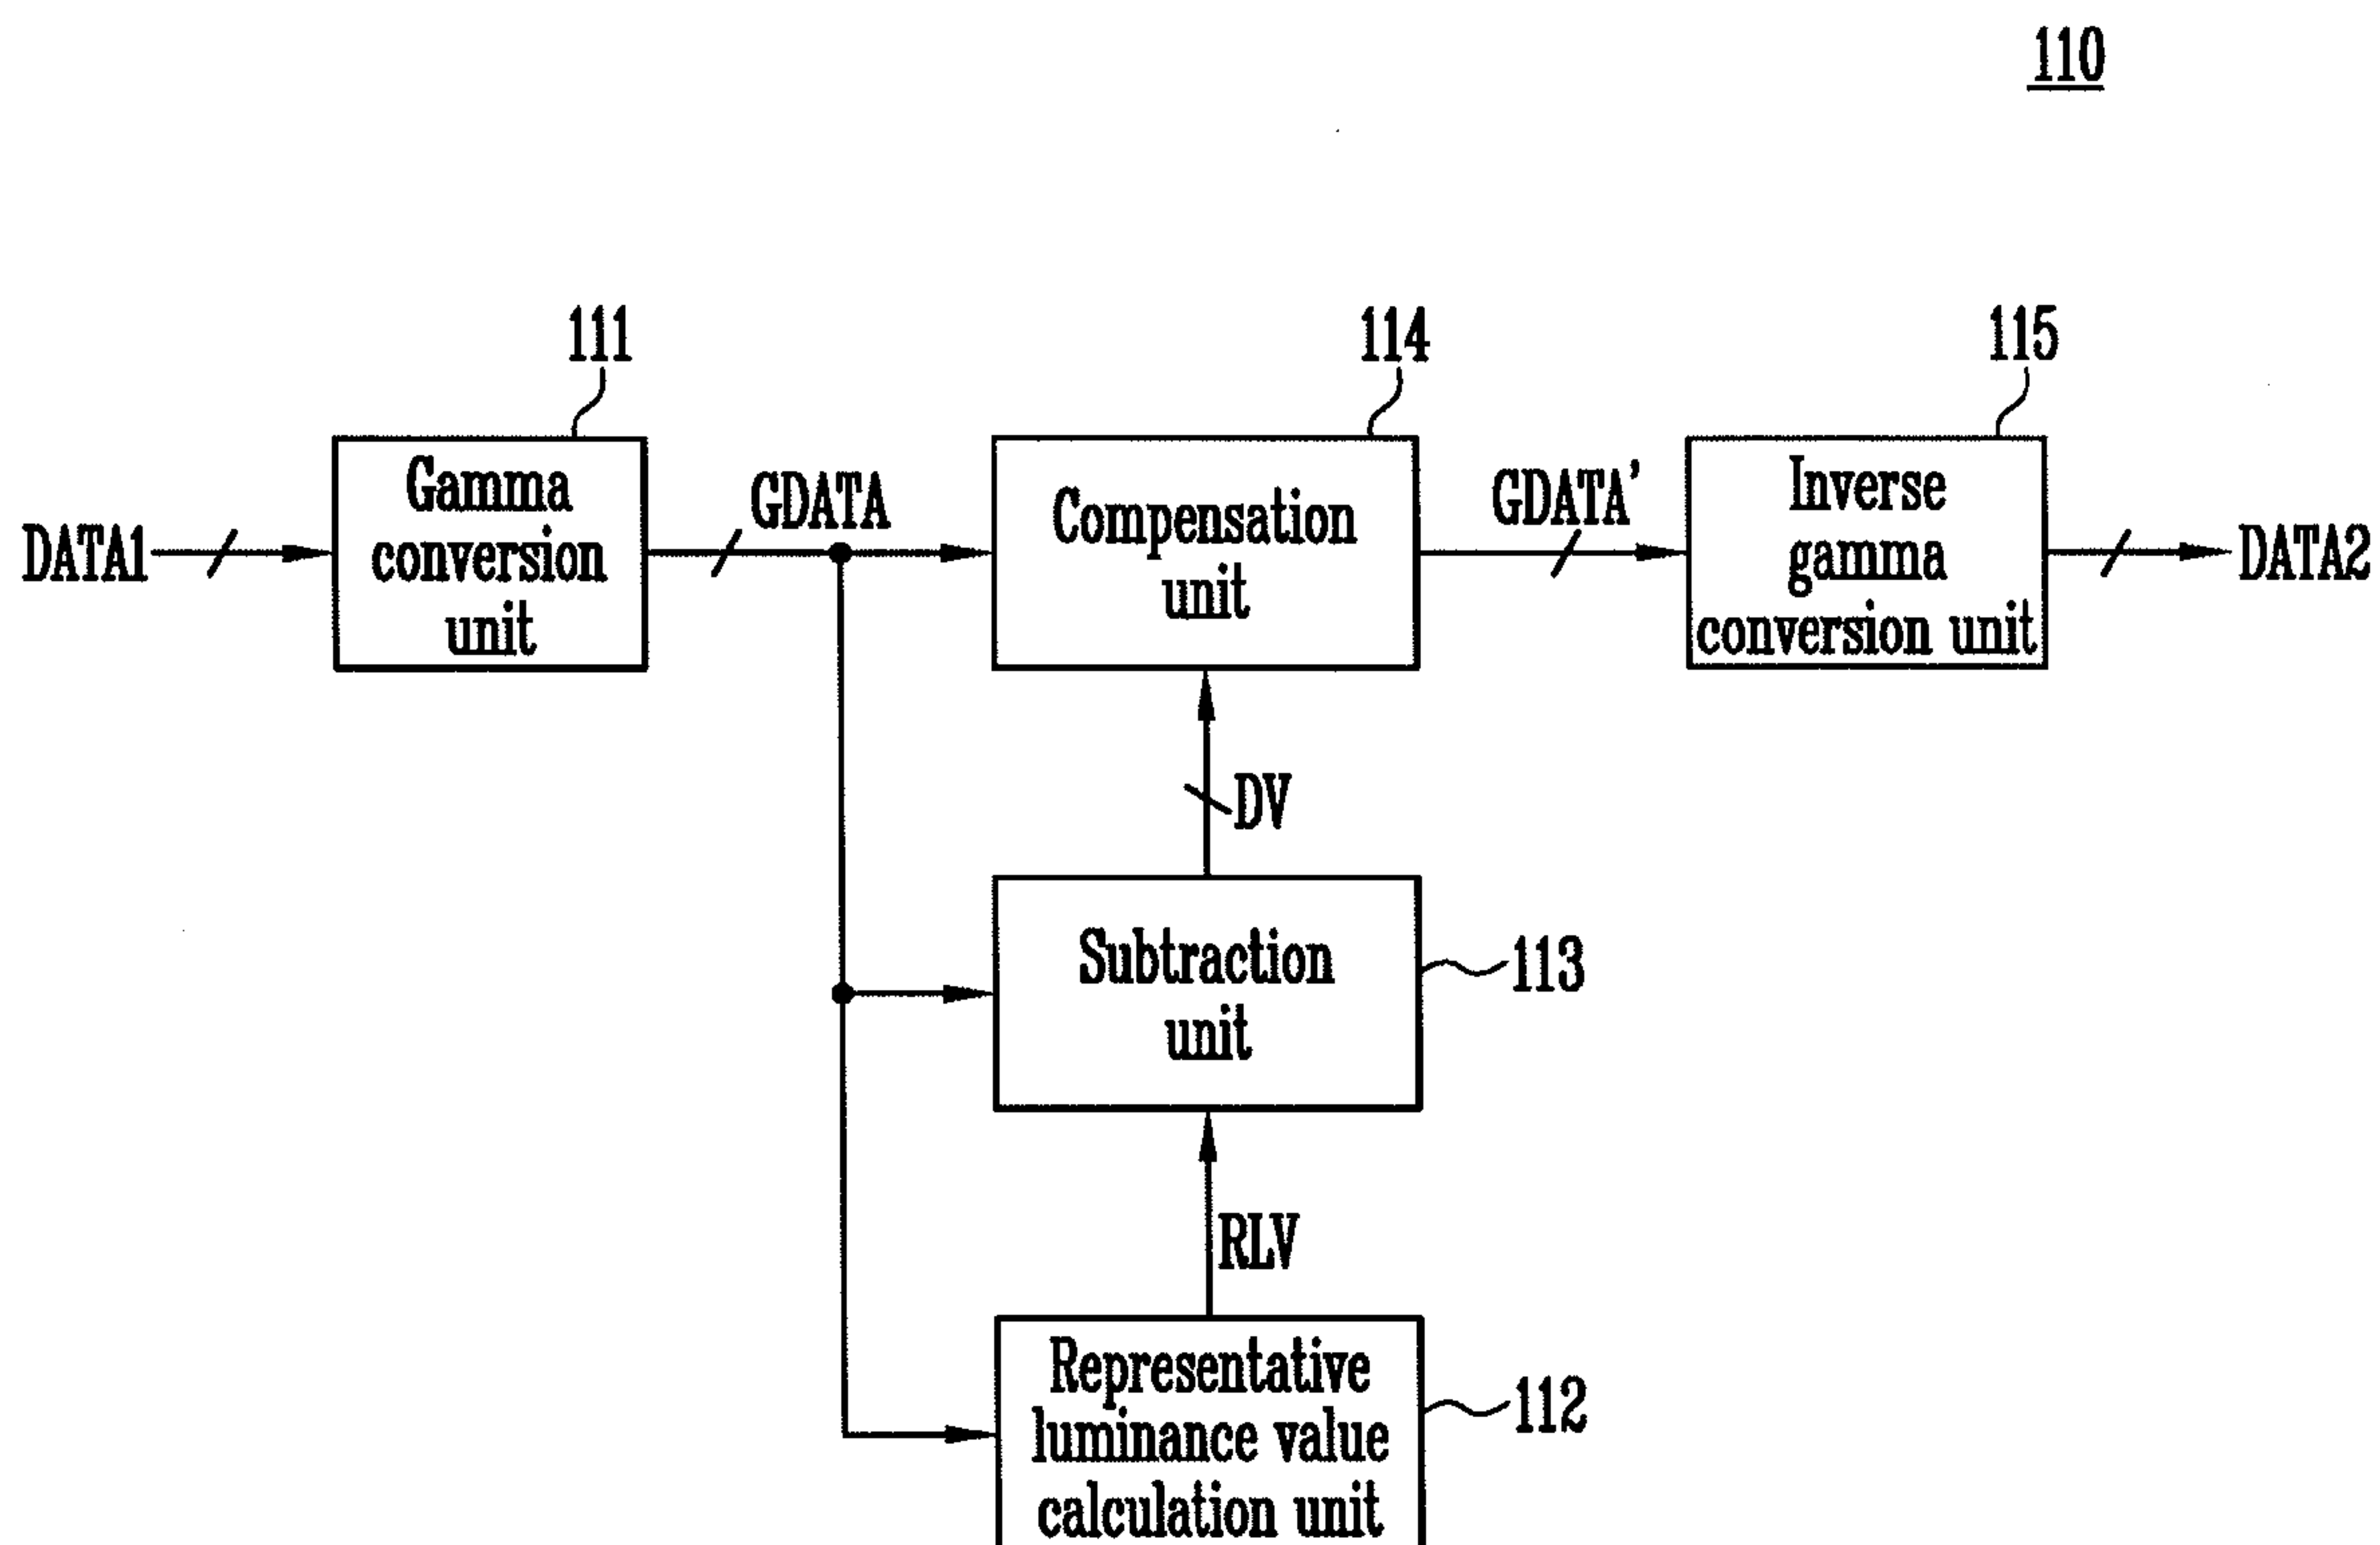 110
111
114
115
Gamma
conversion
unit
Compensation
unit
Inverse
gamma
conversion unit
DATA1
GDATA
GDATA'
DATA2
DV
Subtraction
unit
113
RLV
Representative
luminance value
calculation unit
112